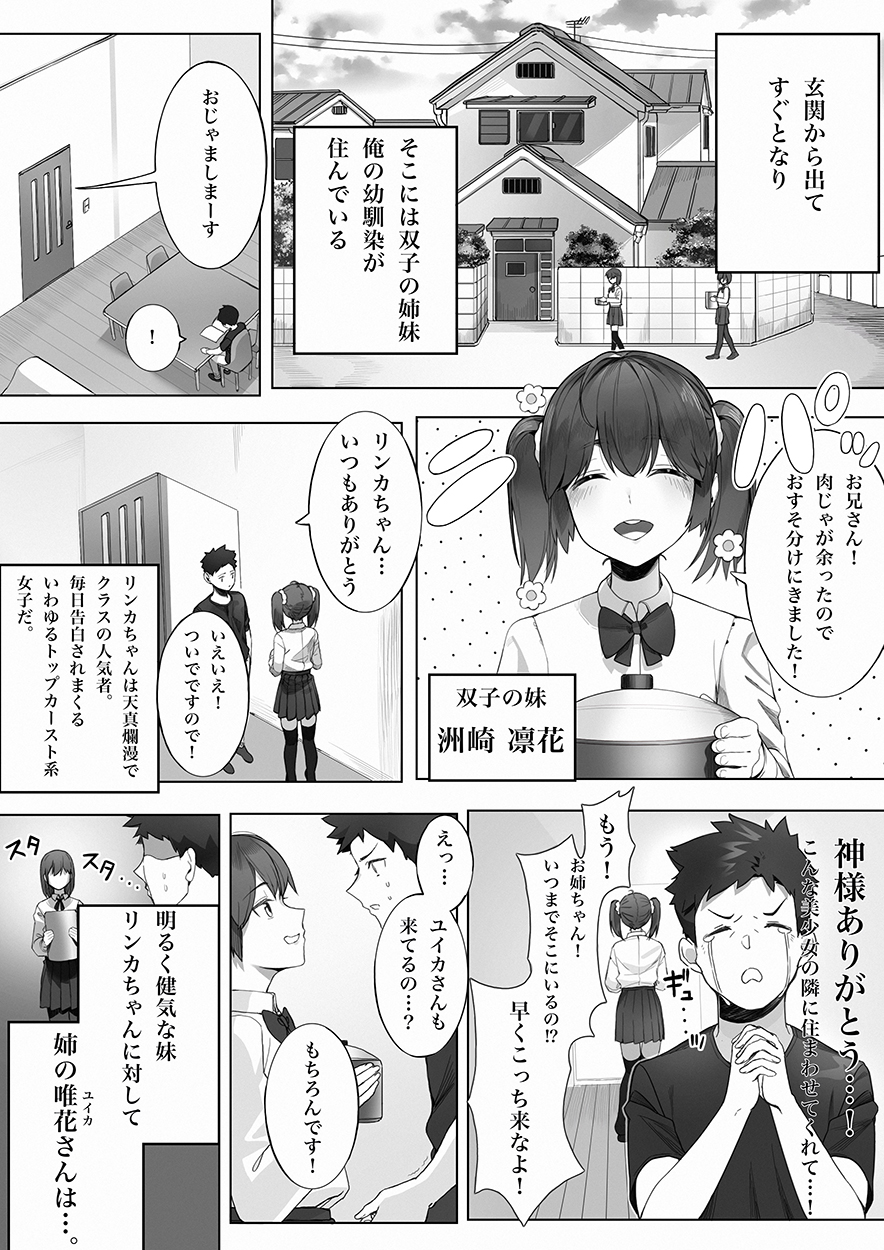 玄関から出て
すぐとなり
そこには双子の姉妹
俺の幼馴染が
住んでいる
おじゃましまーす
！
お兄さん！
肉じゃが余ったので
おすそ分けにきました！
双子の妹
洲崎 凛花
リンカちゃん…
いつもありがとう
いえいえ！
ついでですので！
リンカちゃんは天真爛漫で
クラスの人気者。
毎日告白されまくる
いわゆるトップカースト系
女子だ。
神様ありがとう…！
こんな美少女の隣に住まわせてくれて…！
ギュ…
もう！
お姉ちゃん！
いつまでそこにいるの!?
早くこっち来なよ！
えっ…
ユイカさんも
来てるの…？
もちろんです！
スタ
スタ…
明るく健気な妹
リンカちゃんに対して
姉の唯花さんは…。
ユイカ